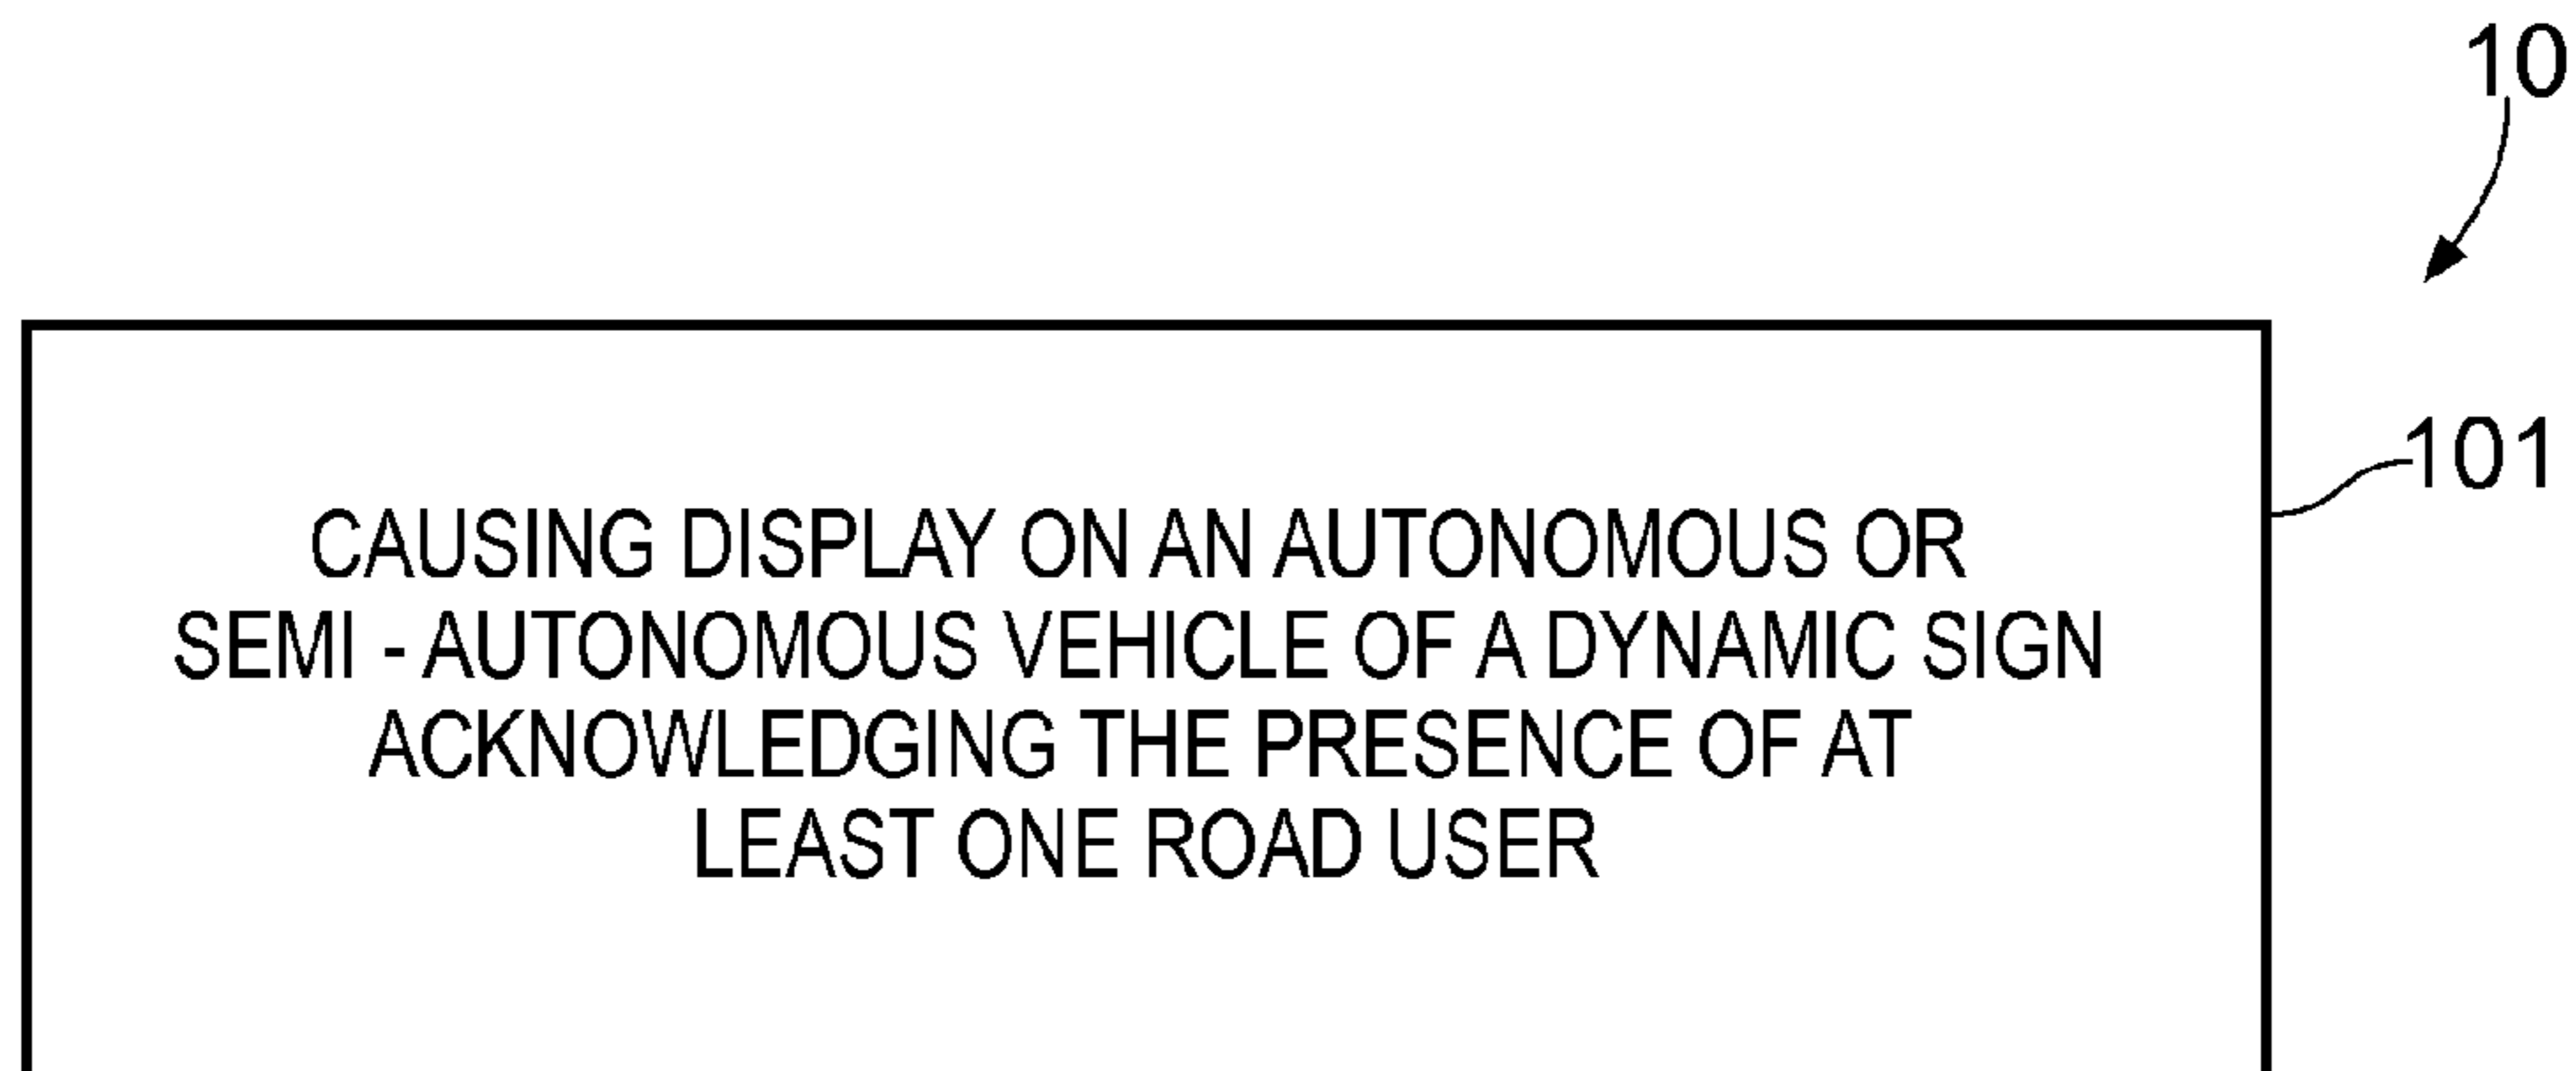 10
101
CAUSING DISPLAY ON AN AUTONOMOUS OR
SEMI - AUTONOMOUS VEHICLE OF A DYNAMIC SIGN
ACKNOWLEDGING THE PRESENCE OF AT
LEAST ONE ROAD USER